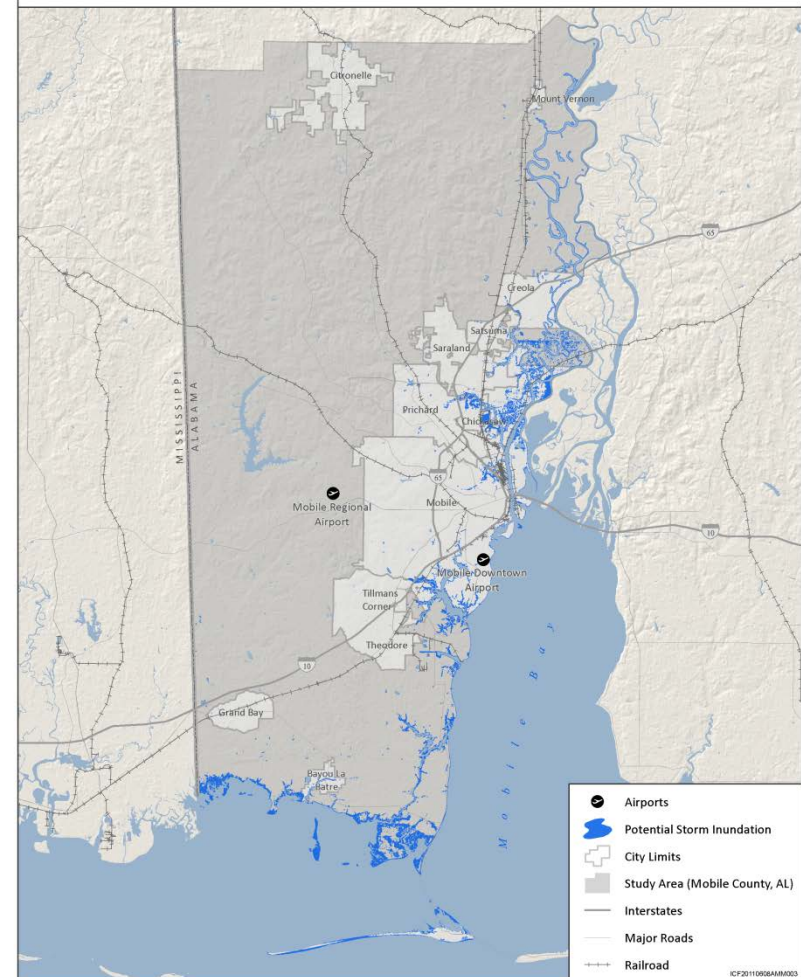 Citronelle
Mount Vernon
65
Creola
Satsuma
Saraland
MISSISSIPPI
ALABAMA
Prichard
Chickasaw
65
Mobile
Mobile Regional
Airport
10
Mobile Downtown
Airport
Tillmans
Corner
Theodore
10
Grand Bay
Bayou La
Batre
Mobile Bay
Airports
Potential Storm Inundation
City Limits
Study Area (Mobile County, AL)
Interstates
Major Roads
Railroad
ICF20110608AMM003